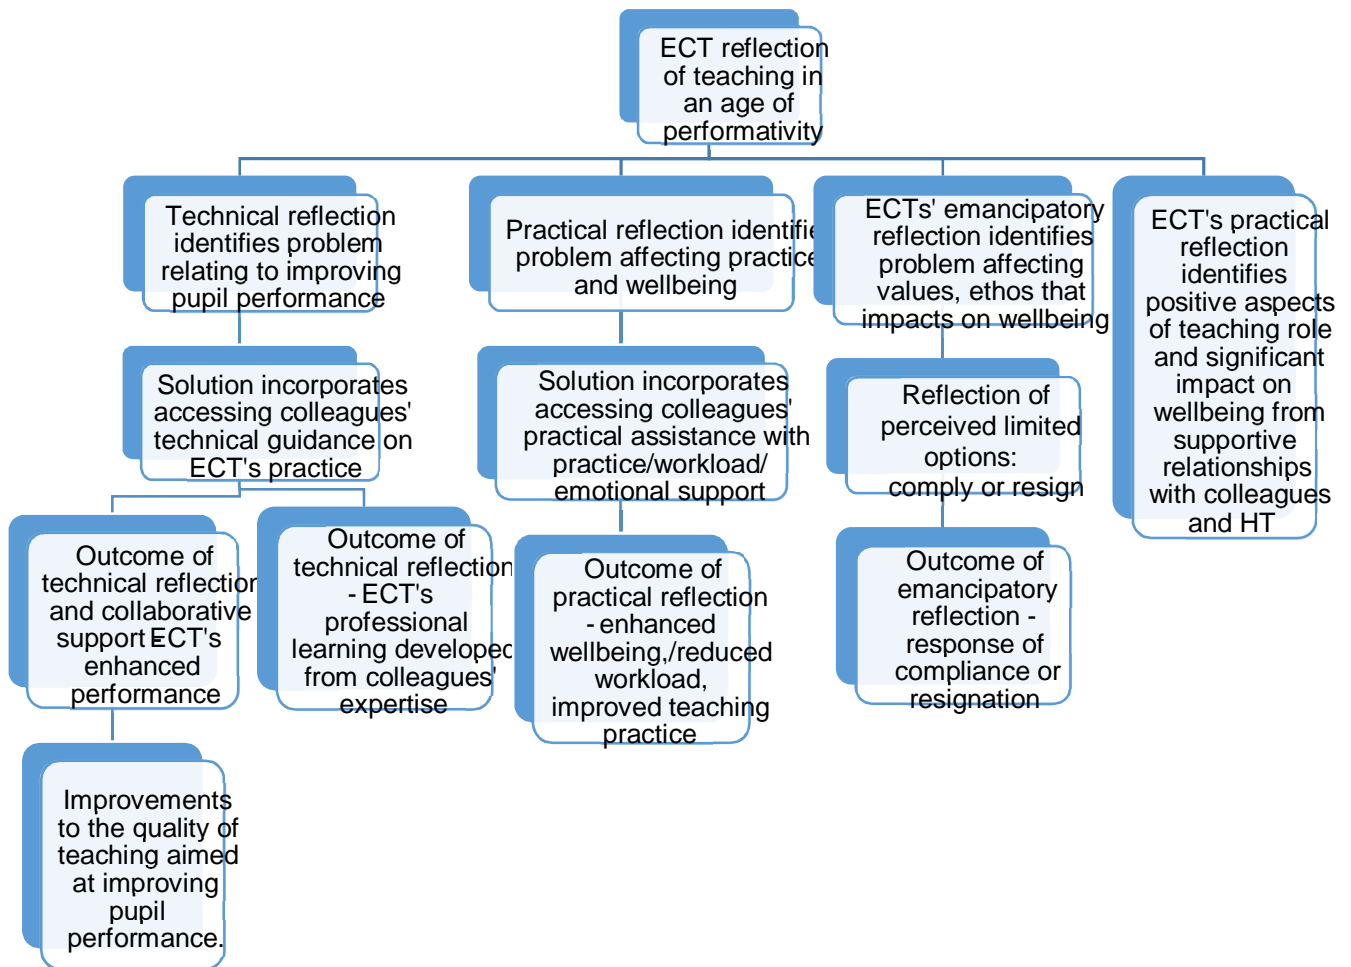 ECT reflection
of teaching in
an age of
performativity
Technical reflection
identifies problem
relating to improving
pupil performance
Practical reflection identifie
problem affecting practice
and wellbeing
ECTs' emancipatory
reflection identifies
problem affecting
values, ethos that
impacts on wellbeing
ECT's practical
reflection
identifies
positive aspects
of teaching role
and significant
impact on
wellbeing from
supportive
relationships
with colleagues
and HT
Solution incorporates
accessing colleagues'
technical guidance on
ECT's practice
Solution incorporates
accessing colleagues'
practical assistance with
practice/workload/
emotional support
Reflection of
perceived limited
options:
comply or resign
Outcome of
technical reflection
and collaborative
support - ECT's
enhanced
performance
Outcome of
technical reflection
- ECT's
professional
learning developed
from colleagues'
expertise
Outcome of
practical reflection
- enhanced
wellbeing,/reduced
workload,
improved teaching
practice
Outcome of
emancipatory
reflection -
response of
compliance or
resignation
Improvements
to the quality of
teaching aimed
at improving
pupil
performance.